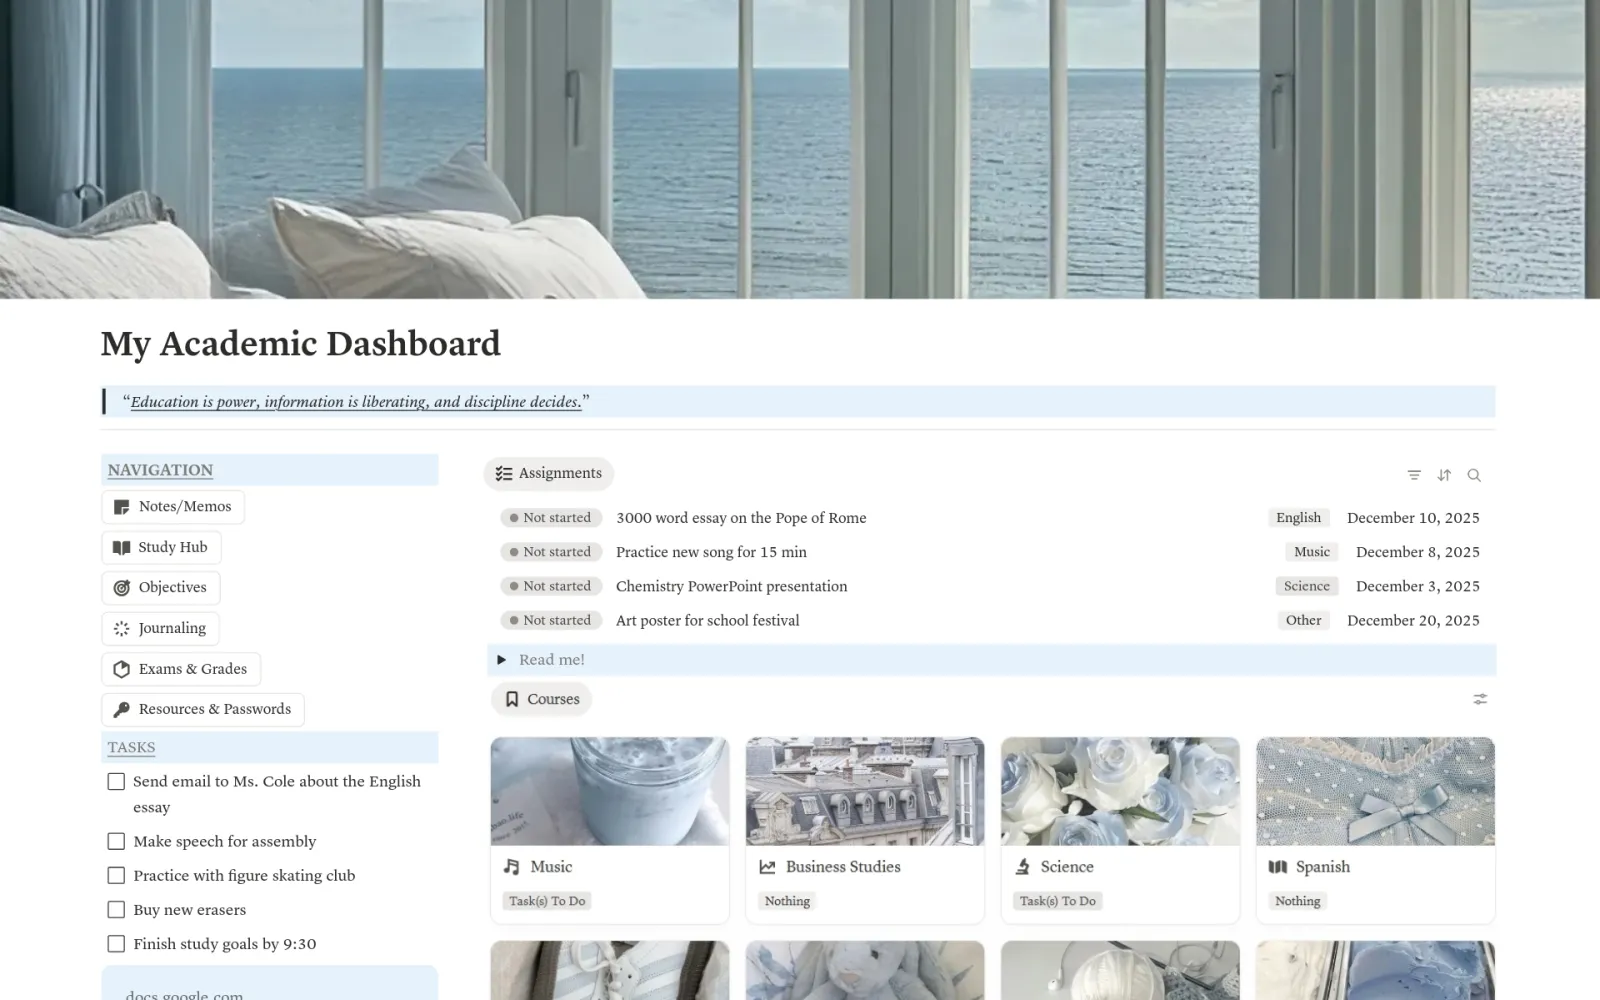 My Academic Dashboard
“Education is power, information is liberating, and discipline decides.”
NAVIGATION
Notes/Memos
Study Hub
Objectives
Journaling
Exams & Grades
Resources & Passwords
TASKS
Send email to Ms. Cole about the English
essay
Make speech for assembly
Practice with figure skating club
Buy new erasers
Finish study goals by 9:30
docs.google.com
Assignments
Not started 3000 word essay on the Pope of Rome English December 10, 2025
Not started Practice new song for 15 min Music December 8, 2025
Not started Chemistry PowerPoint presentation Science December 3, 2025
Not started Art poster for school festival Other December 20, 2025
Read me!
Courses
Music
Task(s) To Do
Business Studies
Nothing
Science
Task(s) To Do
Spanish
Nothing